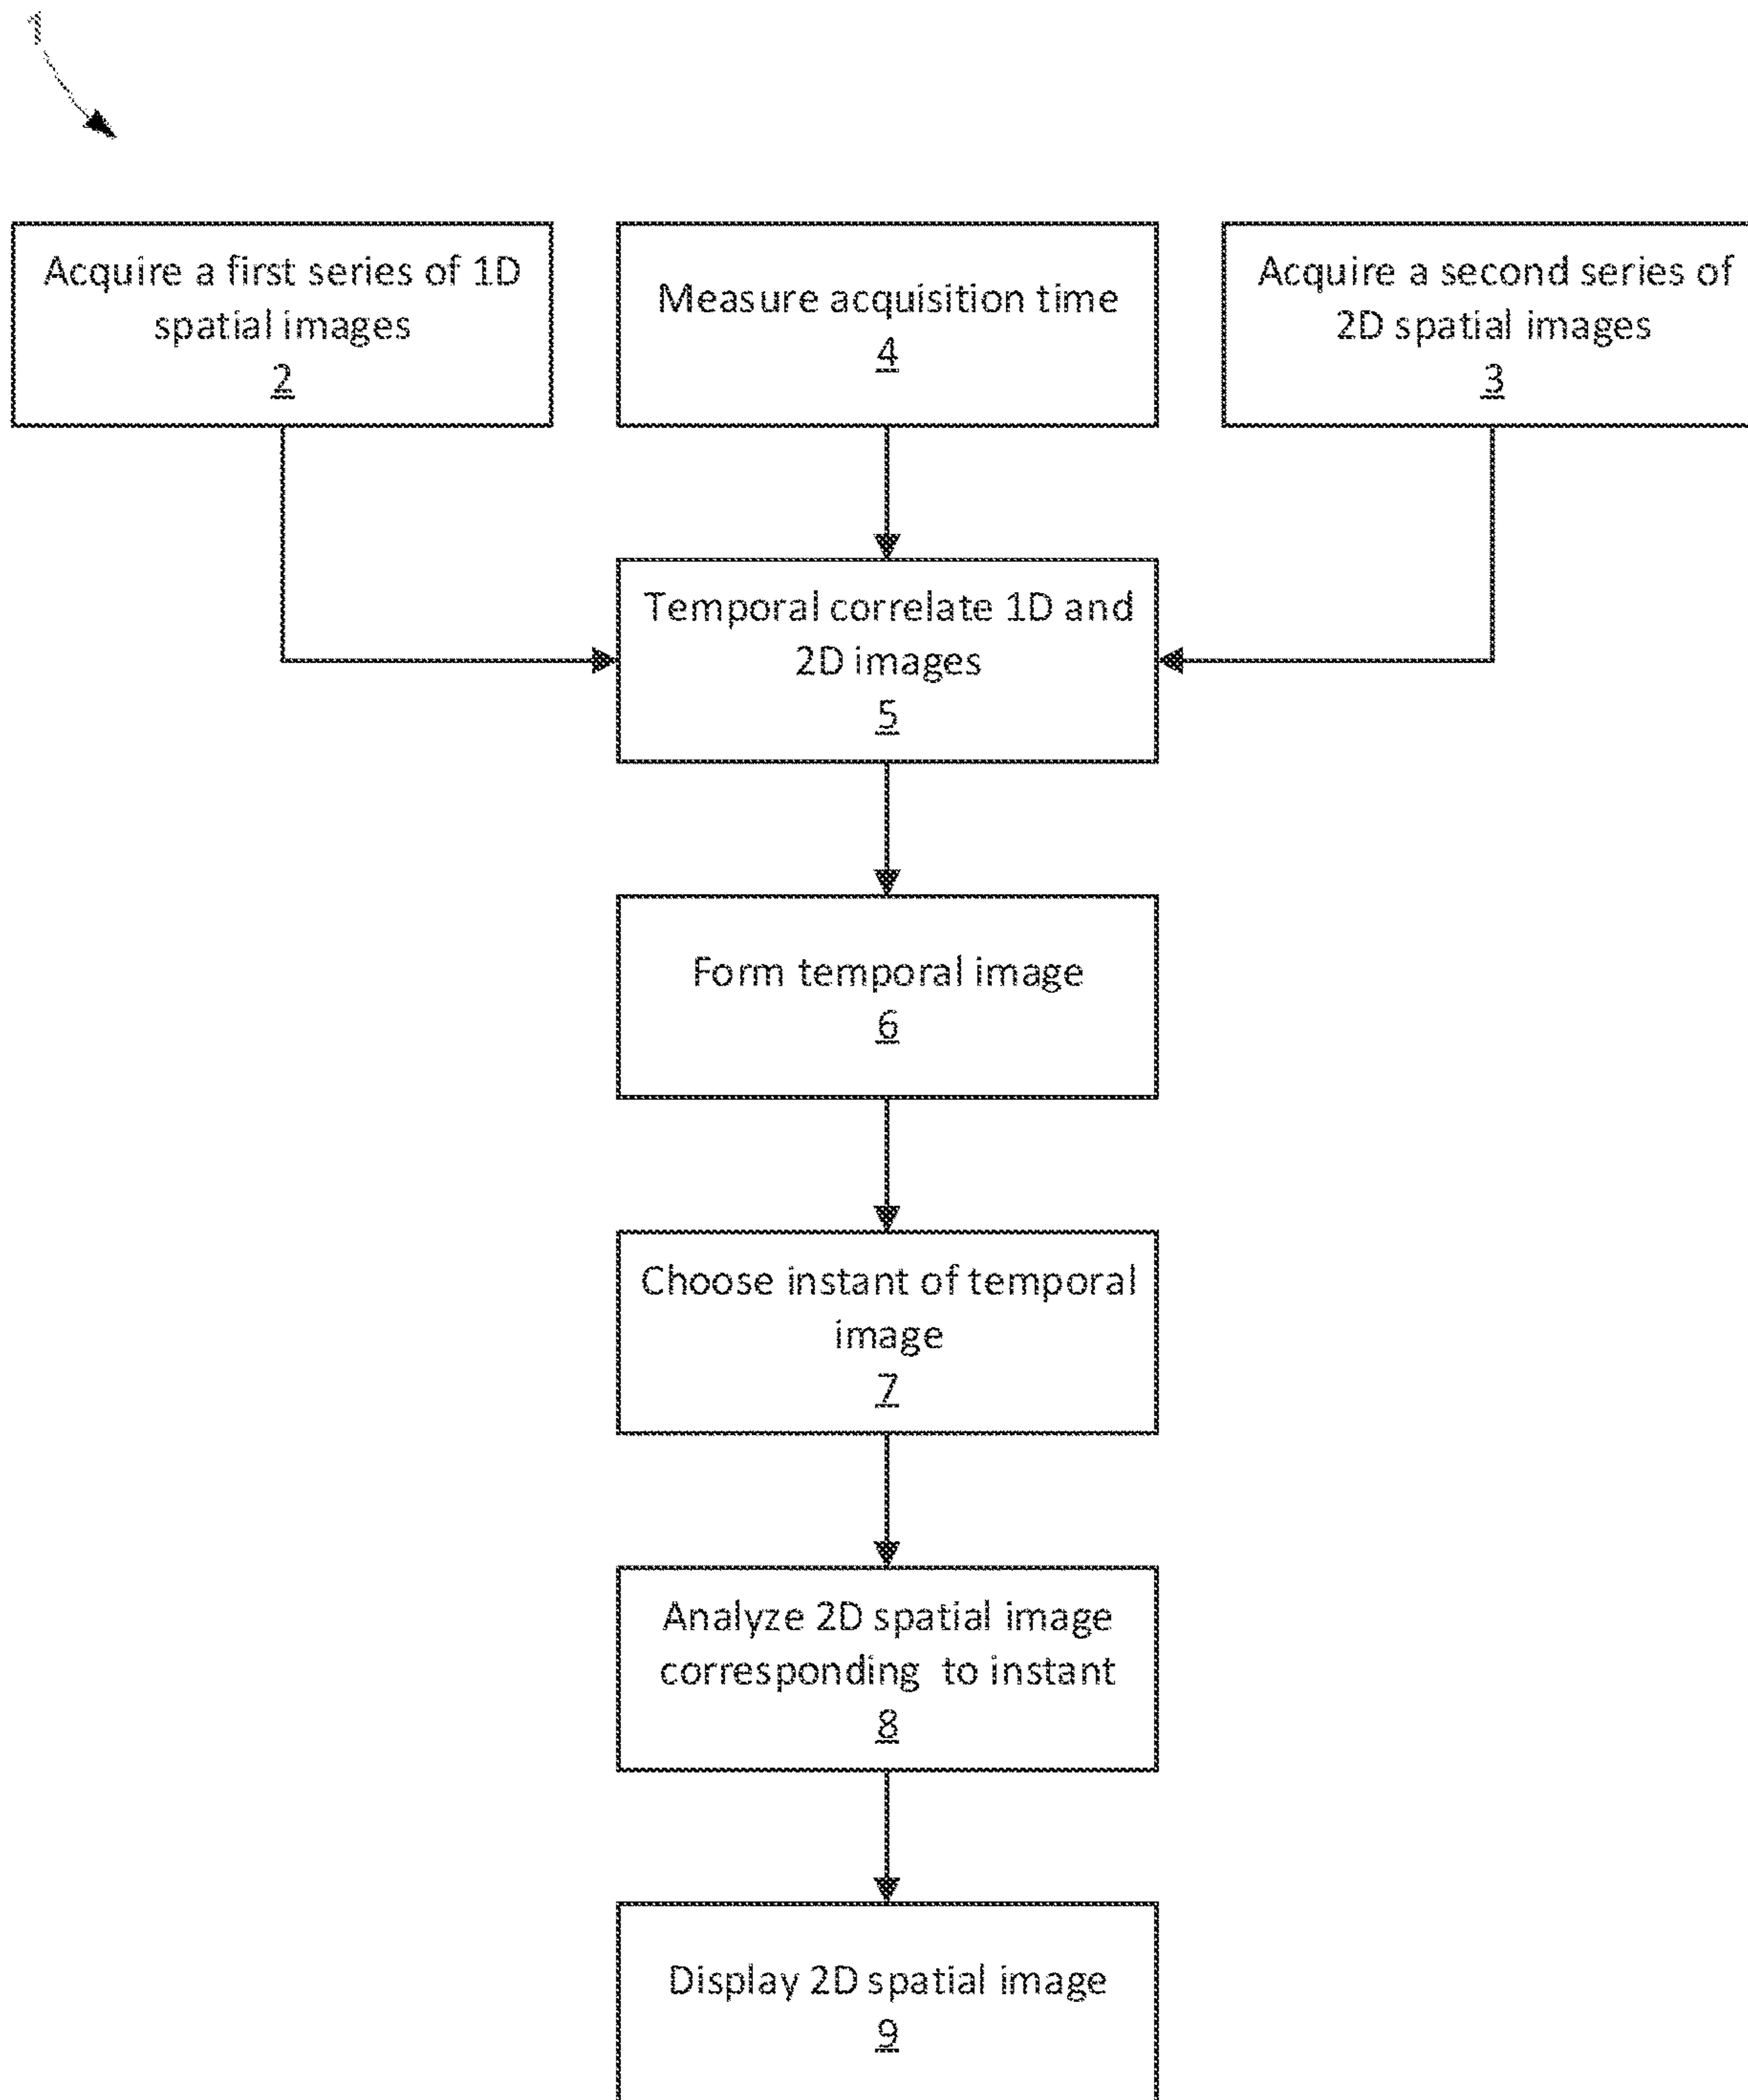 1
Acquire a first series of 1D
spatial images
2
Measure acquisition time
4
Acquire a second series of
2D spatial images
3
Temporal correlate 1D and
2D images
5
Form temporal image
6
Choose instant of temporal
image
7
Analyze 2D spatial image
corresponding to instant
8
Display 2D spatial image
9